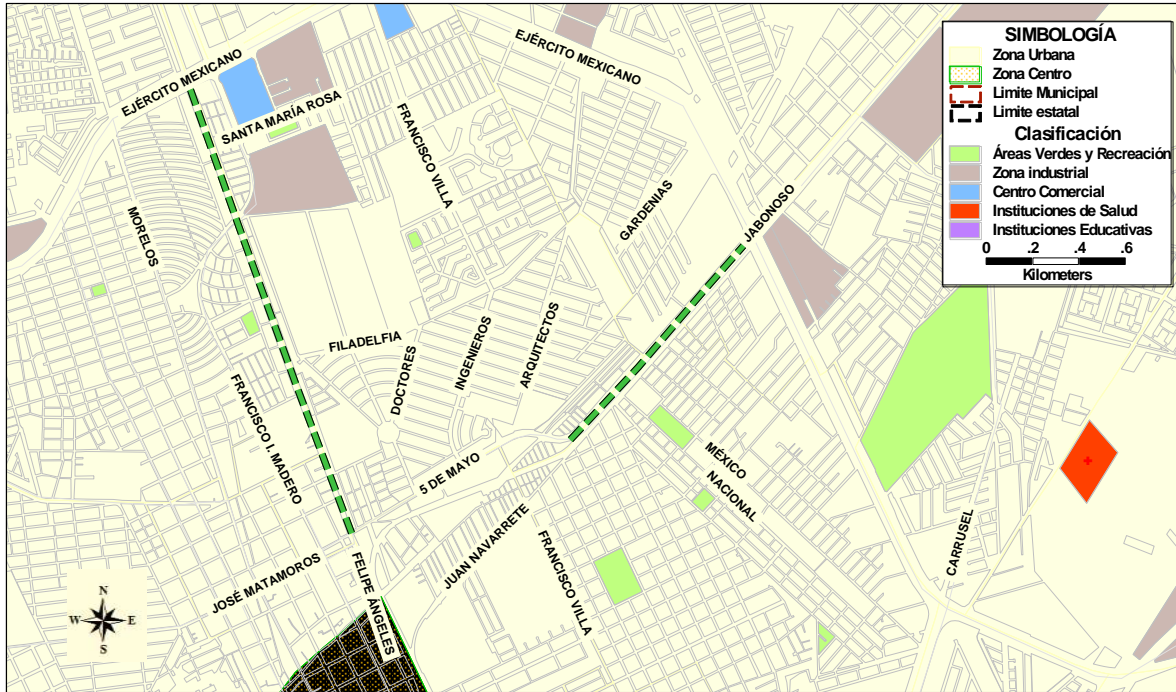 SIMBOLOGÍA
Zona Urbana
Zona Centro
Limite Municipal
Limite estatal
Clasificación
Áreas Verdes y Recreación
Zona industrial
Centro Comercial
Instituciones de Salud
Instituciones Educativas
0 .2 .4 .6
Kilometers
EJÉRCITO MEXICANO
EJÉRCITO MEXICANO
SANTA MARÍA ROSA
FRANCISCO VILLA
GARDENIAS
JABONOSO
MORELOS
FILADELFIA
DOCTORES
INGENIEROS
ARQUITECTOS
FRANCISCO I. MADERO
5 DE MAYO
MÉXICO
NACIONAL
JUAN NAVARRETE
CARRUSEL
JOSÉ MATAMOROS
FELIPE ÁNGELES
FRANCISCO VILLA
N
W E
S